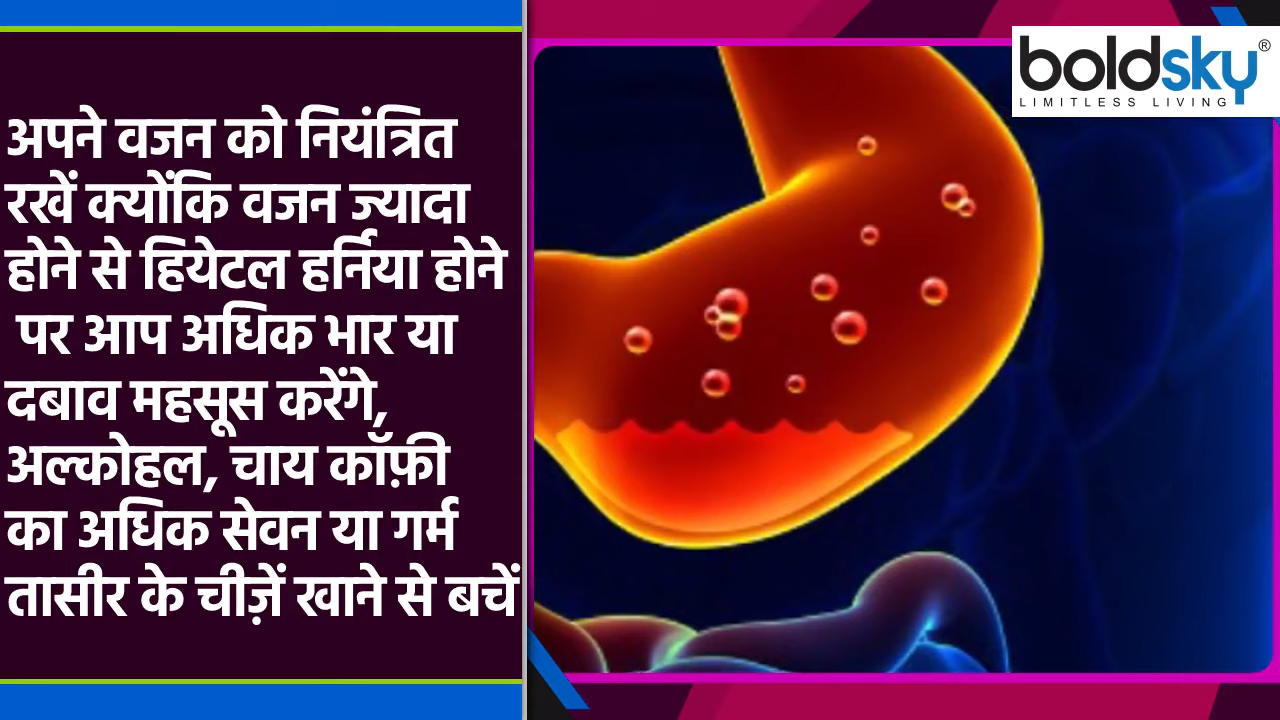 अपने वजन को नियंत्रित
रखें क्योंकि वजन ज्यादा
होने से हियेटल हर्निया होने
पर आप अधिक भार या
दबाव महसूस करेंगे,
अल्कोहल, चाय कॉफ़ी
का अधिक सेवन या गर्म
तासीर के चीज़ें खाने से बचें
boldsky®
LIMITLESS LIVING